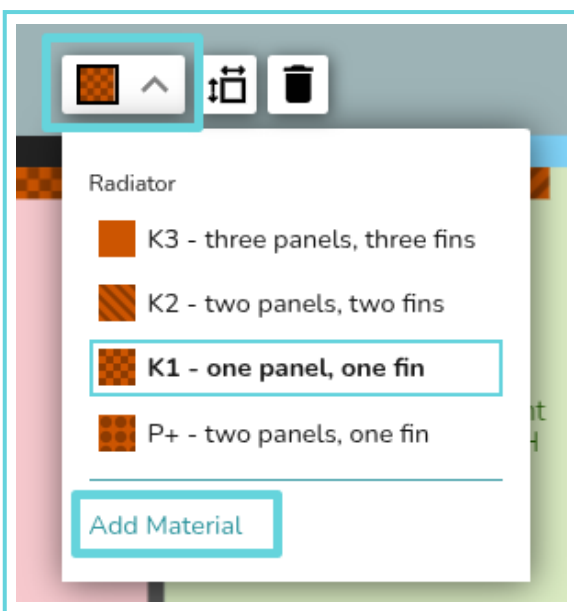 Radiator
K3 - three panels, three fins
K2 - two panels, two fins
K1 - one panel, one fin
P+ - two panels, one fin
Add Material